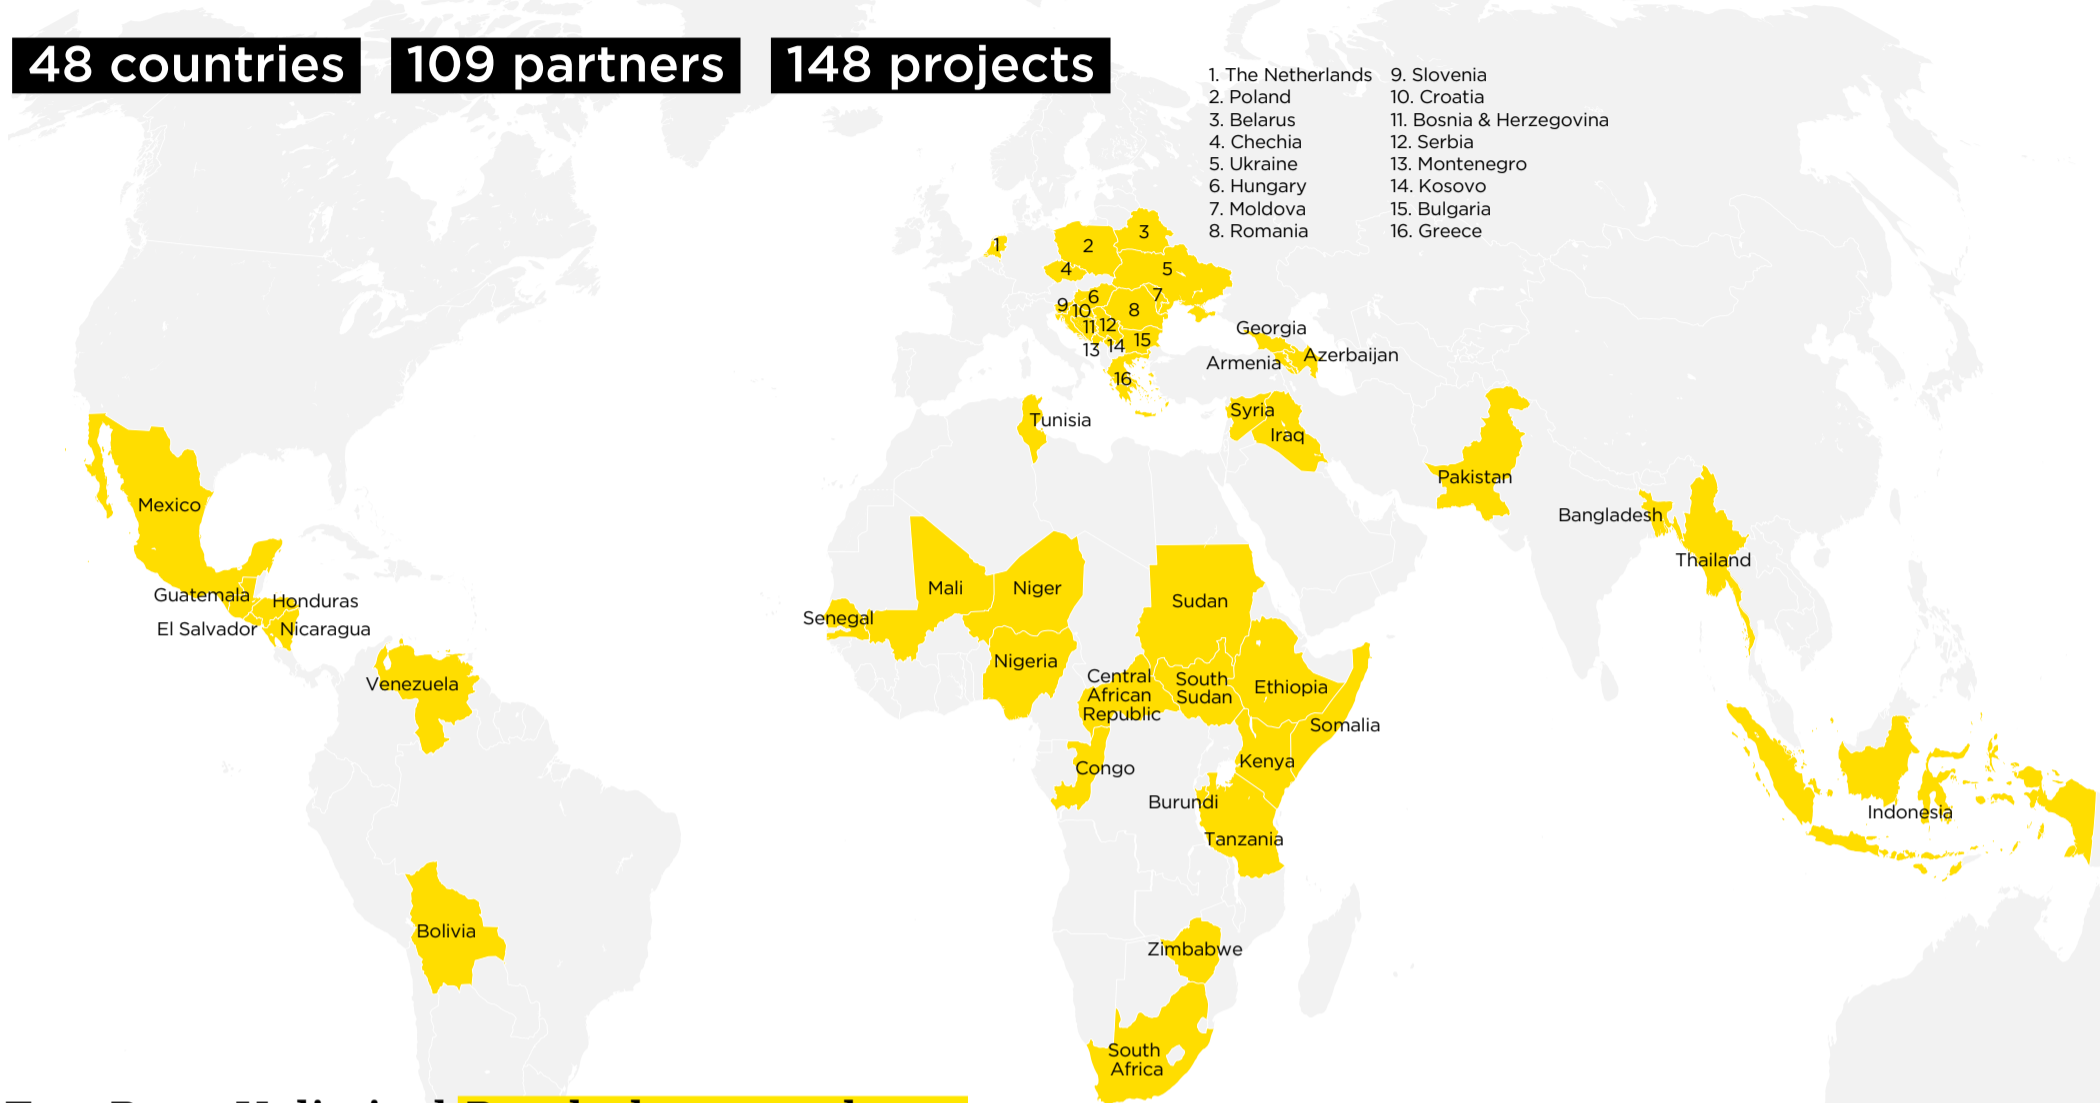 48 countries
109 partners
148 projects
1. The Netherlands
2. Poland
3. Belarus
4. Chechia
5. Ukraine
6. Hungary
7. Moldova
8. Romania
9. Slovenia
10. Croatia
11. Bosnia & Herzegovina
12. Serbia
13. Montenegro
14. Kosovo
15. Bulgaria
16. Greece
1
2
3
4
5
6
7
8
9
10
11
12
13
14
15
16
Georgia
Armenia
Azerbaijan
Tunisia
Syria
Iraq
Pakistan
Bangladesh
Thailand
Mexico
Guatemala
Honduras
El Salvador
Nicaragua
Venezuela
Bolivia
Senegal
Mali
Niger
Nigeria
Sudan
Central
African
Republic
South
Sudan
Ethiopia
Somalia
Congo
Kenya
Burundi
Tanzania
Indonesia
Zimbabwe
South
Africa